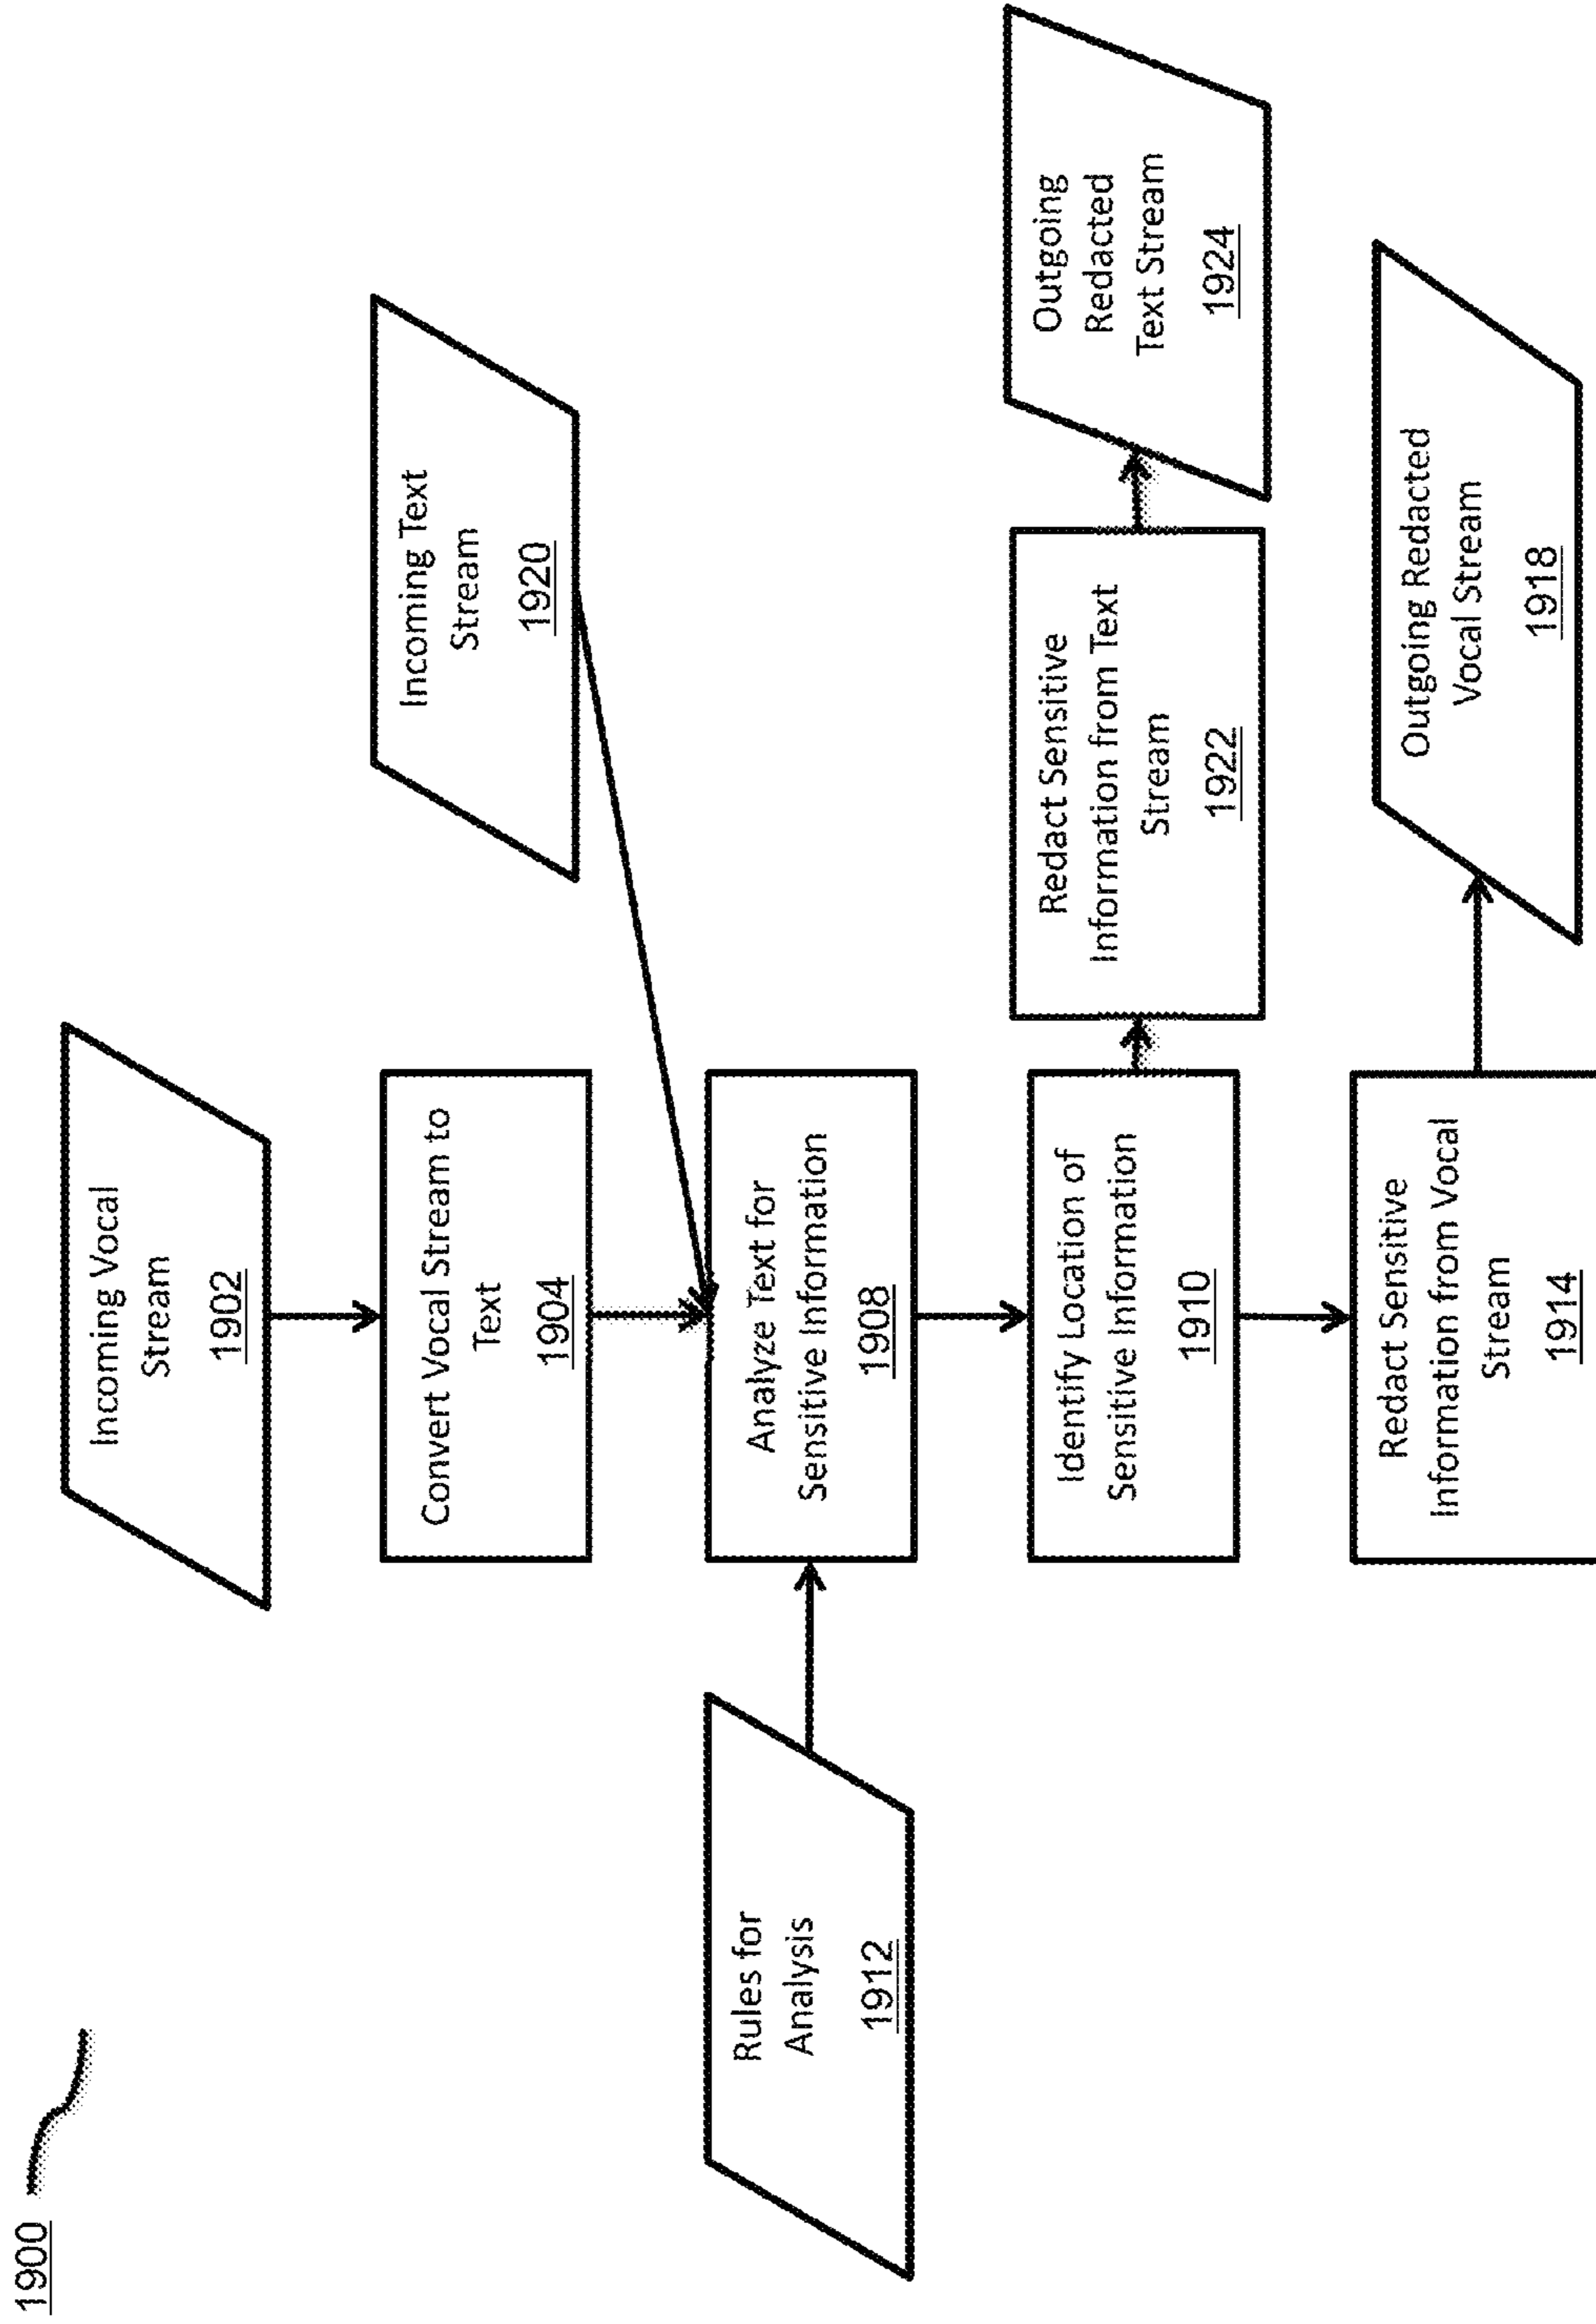 1900
Incoming Vocal
Stream
1902
Convert Vocal Stream to
Text
1904
Incoming Text
Stream
1920
Rules for
Analysis
1912
Analyze Text for
Sensitive Information
1908
Identify Location of
Sensitive Information
1910
Redact Sensitive
Information from Text
Stream
1922
Outgoing
Redacted
Text Stream
1924
Redact Sensitive
Information from Vocal
Stream
1914
Outgoing Redacted
Vocal Stream
1918